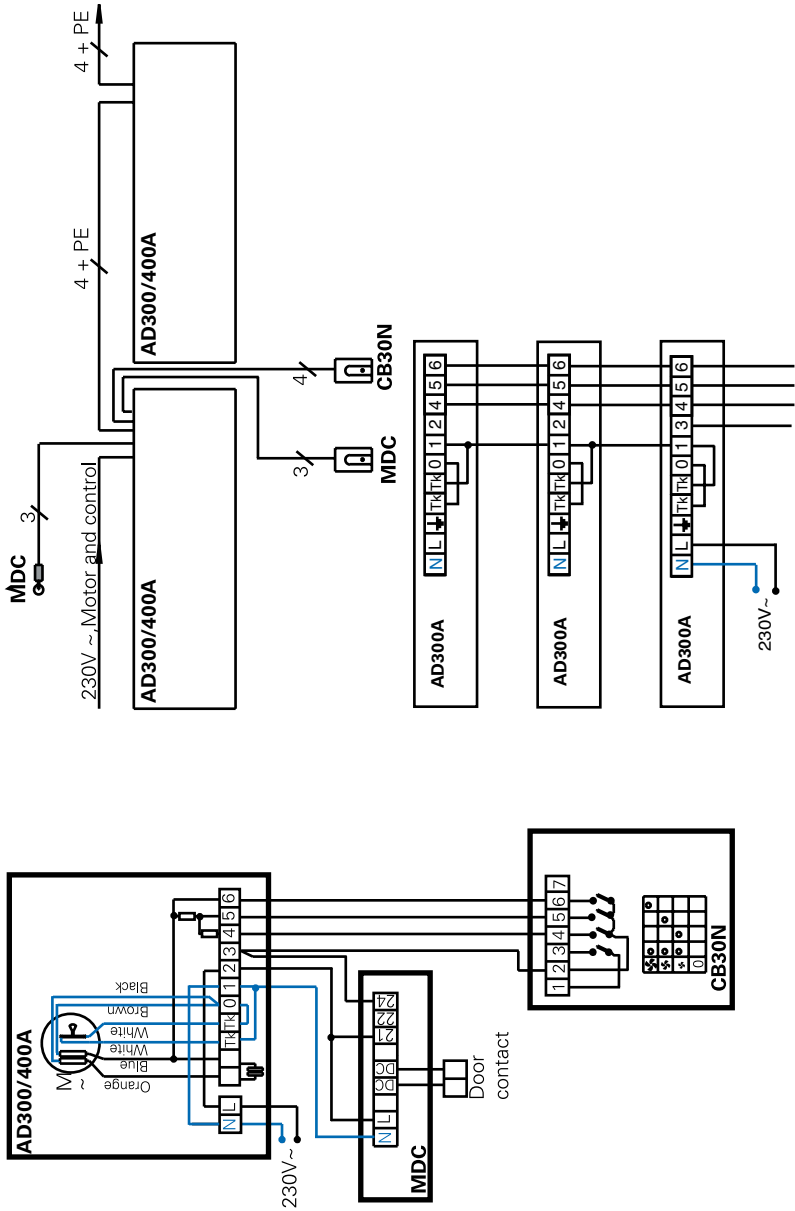 4 + PE
4 + PE
AD300/400A
AD300/400A
MDC
3
230V ~, Motor and control
4
CB30N
3
MDC
AD300A
N L Tk Tk 0 1 2 4 5 6
AD300A
N L Tk Tk 0 1 2 4 5 6
AD300A
N L Tk Tk 0 1 3 4 5 6
230V~
AD300/400A
M
~
Orange
Blue
White
White
Brown
Black
N L
Tk Tk 0 1 2 3 4 5 6
230V~
MDC
N L DC DC 21 22 24
Door
contact
CB30N
1 2 3 4 5 6 7
0